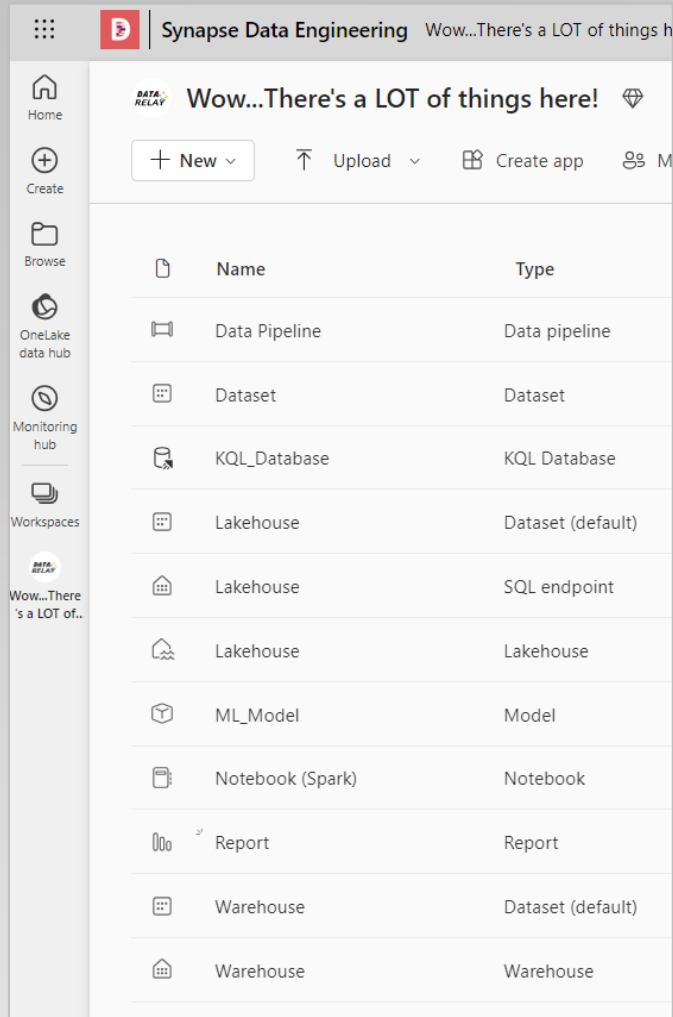 Synapse Data Engineering Wow...There's a LOT of things h
Home
Create
Browse
OneLake
data hub
Monitoring
hub
Workspaces
DATA
RELAY
Wow...There
's a LOT of..
DATA
RELAY
Wow...There's a LOT of things here!
New Upload Create app M
Name Type
Data Pipeline Data pipeline
Dataset Dataset
KQL_Database KQL Database
Lakehouse Dataset (default)
Lakehouse SQL endpoint
Lakehouse Lakehouse
ML_Model Model
Notebook (Spark) Notebook
Report Report
Warehouse Dataset (default)
Warehouse Warehouse